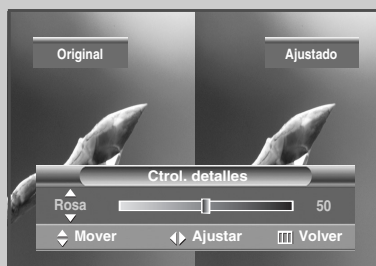 Original Ajustado
Ctrol. detalles
Rosa 50
Mover Ajustar Volver